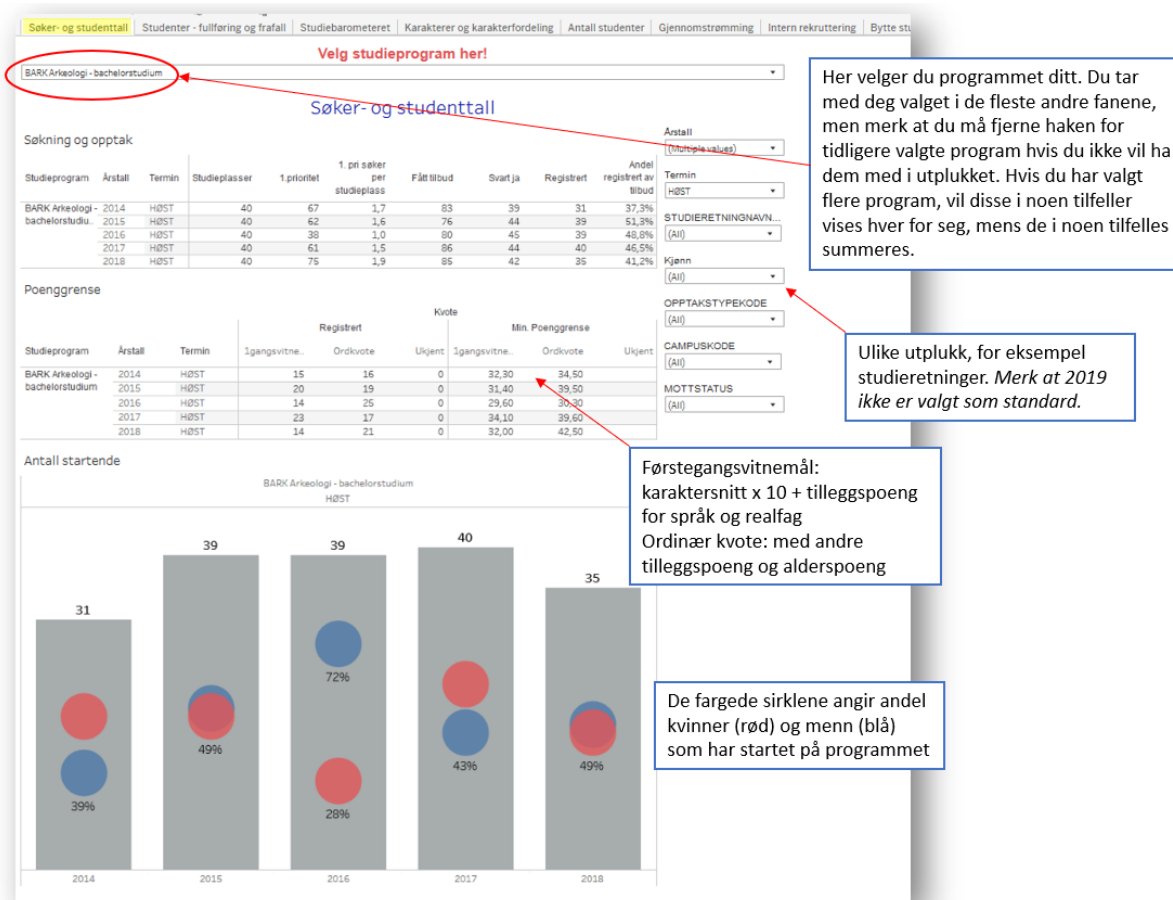 Søker- og studenttall | Studenter - fullføring og frafall | Studiebarometeret | Karakterer og karakterfordeling | Antall studenter | Gjennomstrømming | Intern rekruttering | Bytte stu
Velg studieprogram her!
BARK Arkeologi - bachelorstudium
Søker- og studenttall
Søkning og opptak
Studieprogram Årstall Termin Studieplasser 1.prioritet 1. pri søker per studieplass Fått tilbud Svart ja Registrert Andel registrert av tilbud
BARK Arkeologi - 2014 HØST 40 67 1,7 83 39 31 37,3%
bachelorstudiu.. 2015 HØST 40 62 1,6 76 44 39 51,3%
2016 HØST 40 38 1,0 80 45 39 48,8%
2017 HØST 40 61 1,5 86 44 40 46,5%
2018 HØST 40 75 1,9 85 42 35 41,2%
Årstall
(Multiple values)
Termin
HØST
STUDIERETNINGNAVN...
(All)
Kjønn
(All)
OPPTAKSTYPEKODE
(All)
CAMPUSKODE
(All)
MOTTSTATUS
(All)
Poenggrense
Kvote
Registrert Min. Poenggrense
Studieprogram Årstall Termin 1gangsvitne.. Ordkvote Ukjent 1gangsvitne.. Ordkvote Ukjent
BARK Arkeologi - 2014 HØST 15 16 0 32,30 34,50
bachelorstudium 2015 HØST 20 19 0 31,40 39,50
2016 HØST 14 25 0 29,60 30,30
2017 HØST 23 17 0 34,10 39,60
2018 HØST 14 21 0 32,00 42,50
Antall startende
BARK Arkeologi - bachelorstudium
HØST
31 39 39 40 35
72%
49% 43% 49%
39% 28%
2014 2015 2016 2017 2018
Her velger du programmet ditt. Du tar
med deg valget i de fleste andre fanene,
men merk at du må fjerne haken for
tidligere valgte program hvis du ikke vil ha
dem med i utplukket. Hvis du har valgt
flere program, vil disse i noen tilfeller
vises hver for seg, mens de i noen tilfelles
summeres.
Ulike utplukk, for eksempel
studieretninger. Merk at 2019
ikke er valgt som standard.
Førstegangsvitnemål:
karaktersnitt x 10 + tilleggspoeng
for språk og realfag
Ordinær kvote: med andre
tilleggspoeng og alderspoeng
De fargede sirklene angir andel
kvinner (rød) og menn (blå)
som har startet på programmet